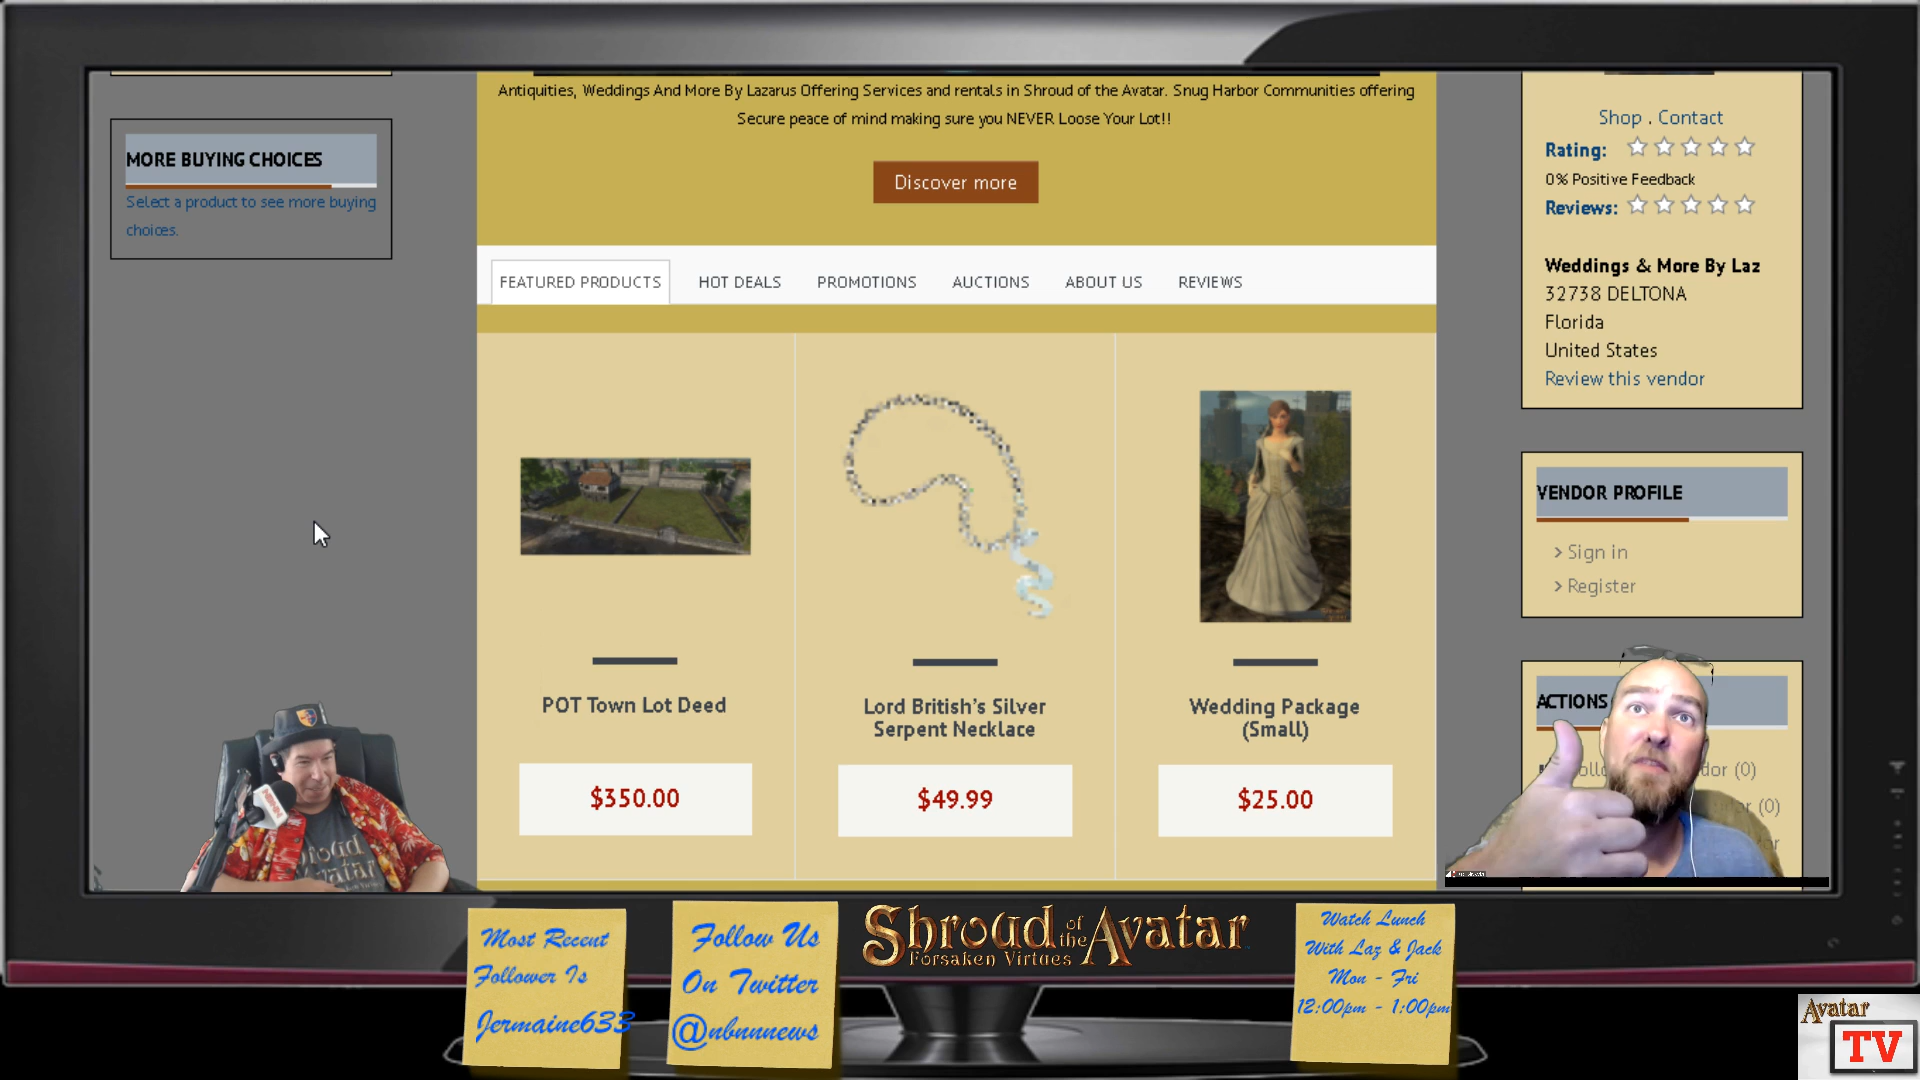 Antiquities, Weddings And More By Lazarus Offering Services and rentals in Shroud of the Avatar. Snug Harbor Communities offering
Secure peace of mind making sure you NEVER Loose Your Lot!!
Discover more
MORE BUYING CHOICES
Select a product to see more buying
choices.
FEATURED PRODUCTS HOT DEALS PROMOTIONS AUCTIONS ABOUT US REVIEWS
POT Town Lot Deed
$350.00
Lord British's Silver
Serpent Necklace
$49.99
Wedding Package
(Small)
$25.00
Shop . Contact
Rating:
0% Positive Feedback
Reviews:
Weddings & More By Laz
32738 DELTONA
Florida
United States
Review this vendor
VENDOR PROFILE
> Sign in
> Register
ACTIONS
(0)
(0)
Most Recent
Follower Is
Jermaine633
Follow Us
On Twitter
@nbnnnews
Shroud of the Avatar
Forsaken Virtues
Watch Lunch
With Laz & Jack
Mon - Fri
12:00pm - 1:00pm
Avatar
TV